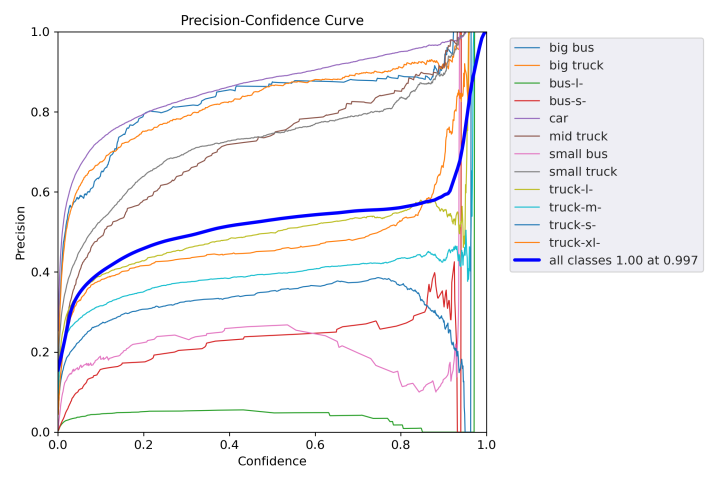 Precision-Confidence Curve
1.0
0.8
0.6
0.4
0.2
0.0
Precision
0.0 0.2 0.4 0.6 0.8 1.0
Confidence
big bus
big truck
bus-l-
bus-s-
car
mid truck
small bus
small truck
truck-l-
truck-m-
truck-s-
truck-xl-
all classes 1.00 at 0.997